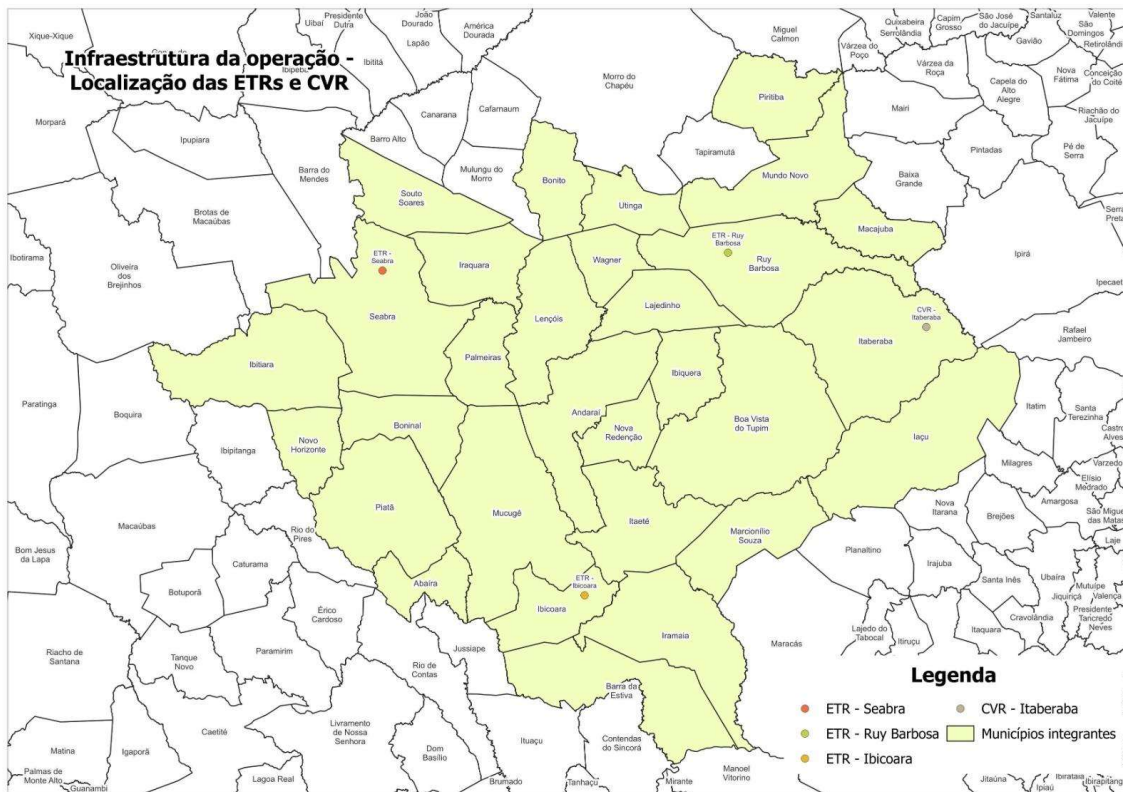 Infraestrutura da operação -
Localização das ETRs e CVR
Xique-Xique
Uibaí
Presidente
Dutra
João
Dourado
América
Dourada
Lapão
Ibititá
Miguel
Calmon
Várzea do
Poço
Quixabeira
Serrolândia
Capim
Grosso
São José
do Jacuípe
Santaluz
Valente
São
Domingos
Retirolândia
Gavião
Várzea da
Roça
Capela do
Alto
Alegre
Nova
Fátima
Conceição
do Coité
Riachão do
Jacuípe
Morro do
Chapéu
Piritiba
Mairi
Morpará
Ipupiara
Barra do
Mendes
Barro Alto
Canarana
Cafarnaum
Mulungu do
Morro
Tapiramutá
Mundo Novo
Baixa
Grande
Pintadas
Pé de
Serra
Souto
Soares
Bonito
Utinga
Brotas de
Macaúbas
Macajuba
Ibotirama
Oliveira
dos
Brejinhos
ETR -
Seabra
Iraquara
Wagner
ETR - Ruy
Barbosa
Ruy
Barbosa
Ipirá
Ipecaetá
Seabra
Lençóis
Lajedinho
CVR -
Itaberaba
Itaberaba
Rafael
Jambeiro
Ibitiara
Palmeiras
Ibiquera
Paratinga
Boquira
Ibipitanga
Novo
Horizonte
Boninal
Andaraí
Nova
Redenção
Boa Vista
do Tupim
Iaçu
Itatim
Santa
Terezinha
Castro
Alves
Milagres
Varzedo
Elísio
Medrado
Macaúbas
Rio do
Pires
Piatã
Mucugê
Itaetê
Marcionílio
Souza
Nova
Itarana
Brejões
Amargosa
São Miguel
das Matas
Laje
Bom Jesus
da Lapa
Caturama
Botuporã
Érico
Cardoso
Abaíra
ETR -
Ibicoara
Ibicoara
Planaltino
Irajuba
Santa Inês
Ubaíra
Mutuípe
Jiquiriçá
Valença
Cravolândia
Presidente
Tancredo
Neves
Itaquara
Riacho de
Santana
Tanque
Novo
Paramirim
Rio de
Contas
Jussiape
Iramaia
Maracás
Lajedo do
Tabocal
Itiruçu
Barra da
Estiva
Matina
Igaporã
Caetité
Livramento
de Nossa
Senhora
Dom
Basílio
Ituaçu
Contendas
do Sincorá
Palmas de
Monte Alto
Guanambi
Lagoa Real
Brumado
Tanhaçu
Mirante
Manoel
Vitorino
Jitaúna
Ipiaú
Ibirataia
Ibirapitanga
Legenda
ETR - Seabra
CVR - Itaberaba
ETR - Ruy Barbosa
Municípios integrantes
ETR - Ibicoara